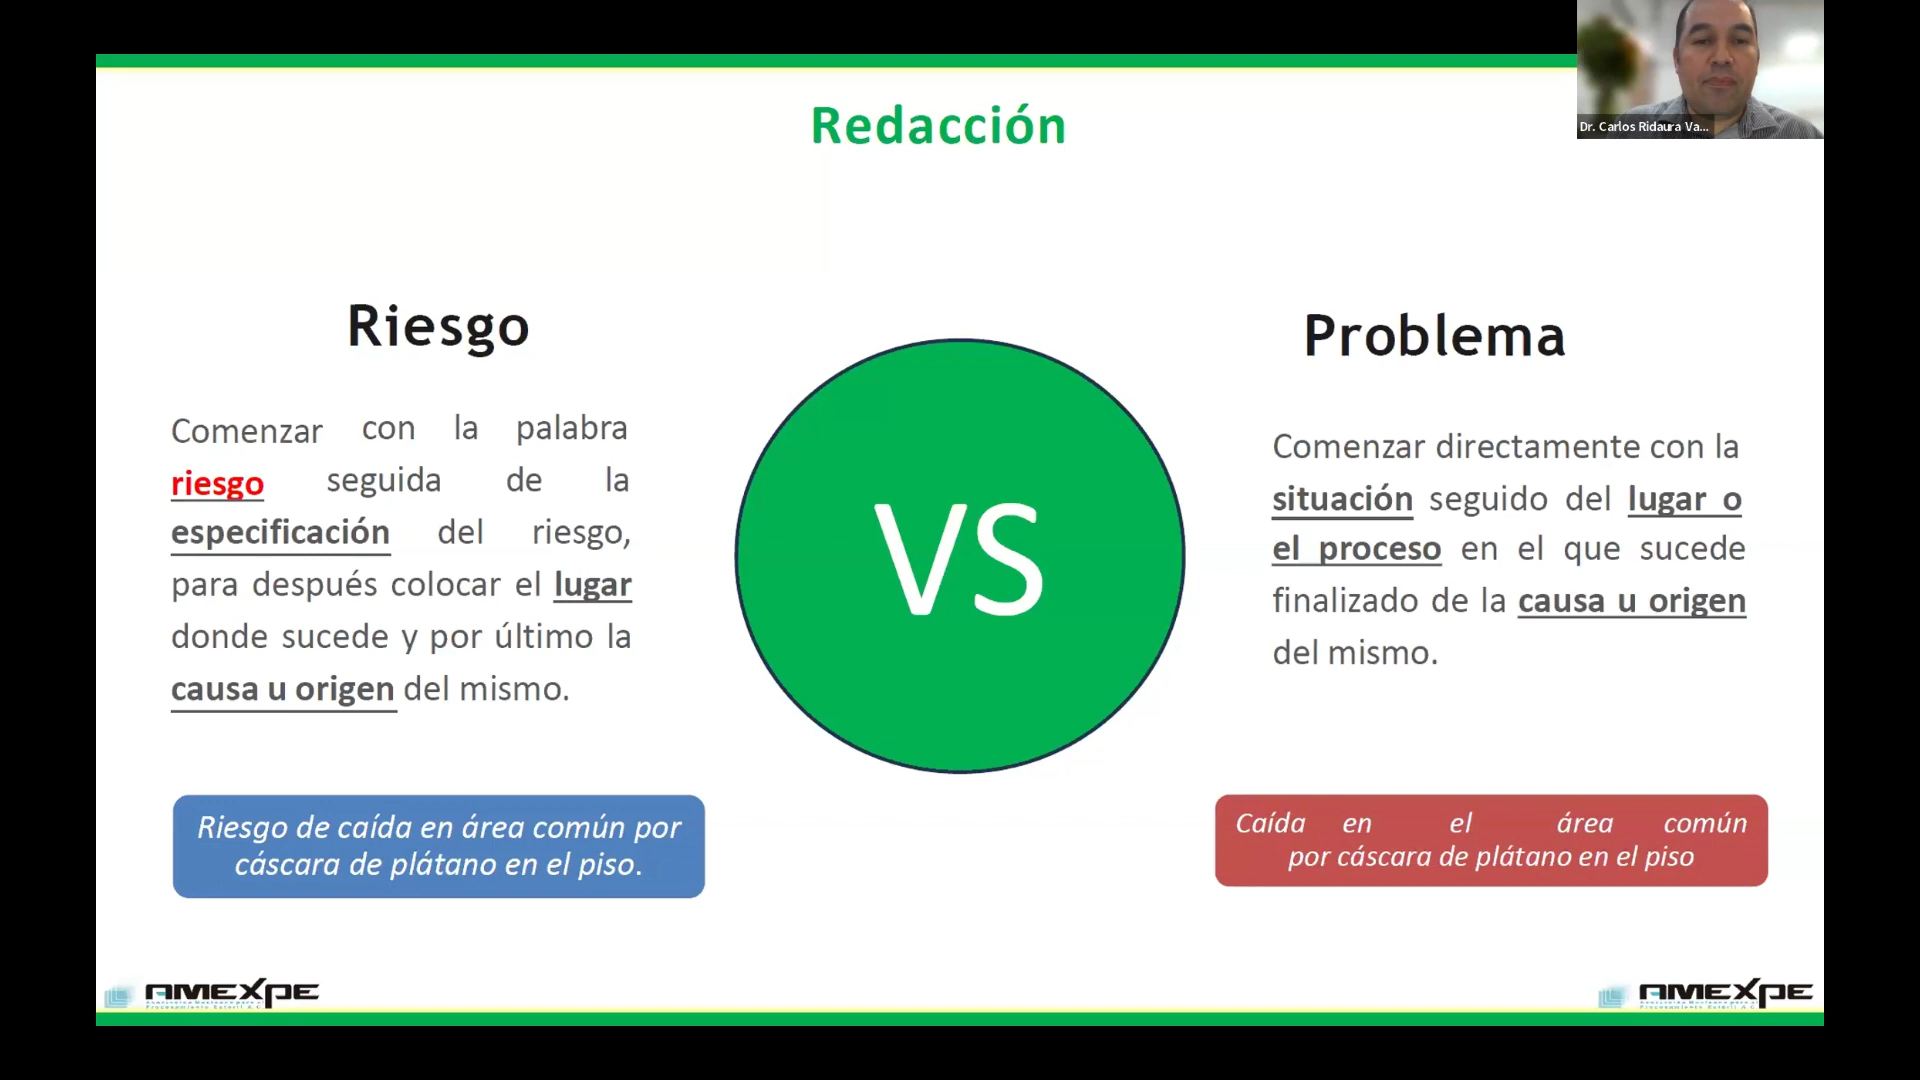 Dr. Carlos Ridaura Va...
Redacción
Riesgo
Comenzar con la palabra
riesgo seguida de la
especificación del riesgo,
para después colocar el lugar
donde sucede y por último la
causa u origen del mismo.
Riesgo de caída en área común por
cáscara de plátano en el piso.
VS
Problema
Comenzar directamente con la
situación seguido del lugar o
el proceso en el que sucede
finalizado de la causa u origen
del mismo.
Caída en el área común
por cáscara de plátano en el piso
AMEXPE
AMEXPE